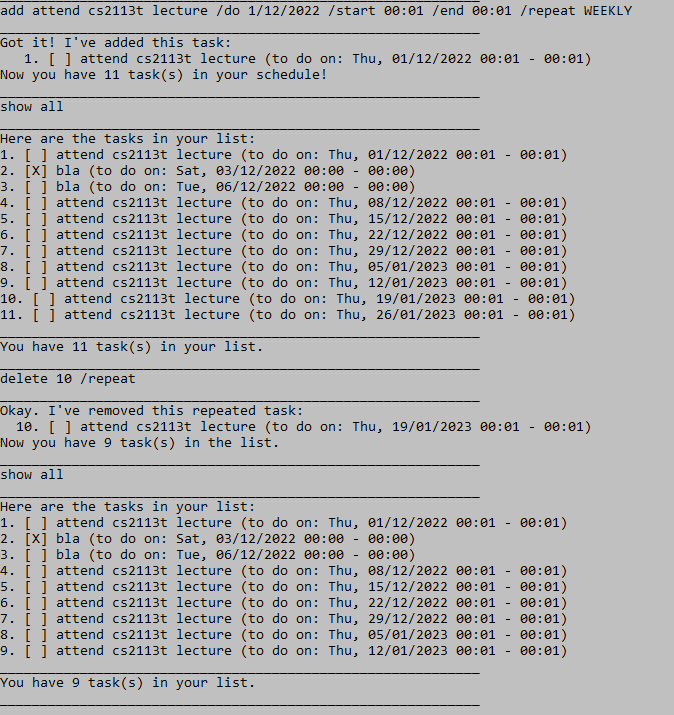 add attend cs2113t lecture /do 1/12/2022 /start 00:01 /end 00:01 /repeat WEEKLY
____________________________________________________________
Got it! I've added this task:
   1. [ ] attend cs2113t lecture (to do on: Thu, 01/12/2022 00:01 - 00:01)
Now you have 11 task(s) in your schedule!
____________________________________________________________
show all
____________________________________________________________
Here are the tasks in your list:
1. [ ] attend cs2113t lecture (to do on: Thu, 01/12/2022 00:01 - 00:01)
2. [X] bla (to do on: Sat, 03/12/2022 00:00 - 00:00)
3. [ ] bla (to do on: Tue, 06/12/2022 00:00 - 00:00)
4. [ ] attend cs2113t lecture (to do on: Thu, 08/12/2022 00:01 - 00:01)
5. [ ] attend cs2113t lecture (to do on: Thu, 15/12/2022 00:01 - 00:01)
6. [ ] attend cs2113t lecture (to do on: Thu, 22/12/2022 00:01 - 00:01)
7. [ ] attend cs2113t lecture (to do on: Thu, 29/12/2022 00:01 - 00:01)
8. [ ] attend cs2113t lecture (to do on: Thu, 05/01/2023 00:01 - 00:01)
9. [ ] attend cs2113t lecture (to do on: Thu, 12/01/2023 00:01 - 00:01)
10. [ ] attend cs2113t lecture (to do on: Thu, 19/01/2023 00:01 - 00:01)
11. [ ] attend cs2113t lecture (to do on: Thu, 26/01/2023 00:01 - 00:01)
____________________________________________________________
You have 11 task(s) in your list.
____________________________________________________________
delete 10 /repeat
____________________________________________________________
Okay. I've removed this repeated task:
  10. [ ] attend cs2113t lecture (to do on: Thu, 19/01/2023 00:01 - 00:01)
Now you have 9 task(s) in the list.
____________________________________________________________
show all
____________________________________________________________
Here are the tasks in your list:
1. [ ] attend cs2113t lecture (to do on: Thu, 01/12/2022 00:01 - 00:01)
2. [X] bla (to do on: Sat, 03/12/2022 00:00 - 00:00)
3. [ ] bla (to do on: Tue, 06/12/2022 00:00 - 00:00)
4. [ ] attend cs2113t lecture (to do on: Thu, 08/12/2022 00:01 - 00:01)
5. [ ] attend cs2113t lecture (to do on: Thu, 15/12/2022 00:01 - 00:01)
6. [ ] attend cs2113t lecture (to do on: Thu, 22/12/2022 00:01 - 00:01)
7. [ ] attend cs2113t lecture (to do on: Thu, 29/12/2022 00:01 - 00:01)
8. [ ] attend cs2113t lecture (to do on: Thu, 05/01/2023 00:01 - 00:01)
9. [ ] attend cs2113t lecture (to do on: Thu, 12/01/2023 00:01 - 00:01)
____________________________________________________________
You have 9 task(s) in your list.
____________________________________________________________